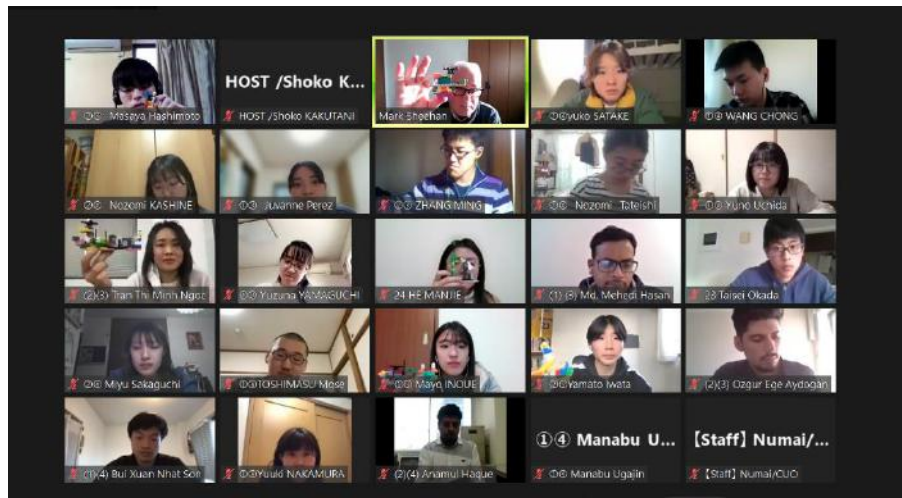 Masaya Hashimoto
HOST /Shoko K...
HOST /Shoko KAKUTANI
Mark Sheehan
yuko SATAKE
WANG CHONG
Nozomi KASHINE
Juvanne Perez
ZHANG MING
Nozomi Tateishi
Yuno Uchida
(2)(3) Tran Thi Minh Ngoc
Yuzuna YAMAGUCHI
24 HE MANJIE
(1) (3) Md. Mehedi Hasan
23 Taisei Okada
Miyu Sakaguchi
TOSHIMASU Mose
Mayo INOUE
Yamato Iwata
(2)(3) Ozgur Ege Aydogan
(1)(4) Bui Xuan Nhat Son
Yuuki NAKAMURA
(2)(4) Anamul Haque
①④ Manabu U...
Manabu Ugajin
【Staff】Numai/...
【Staff】Numai/CUO